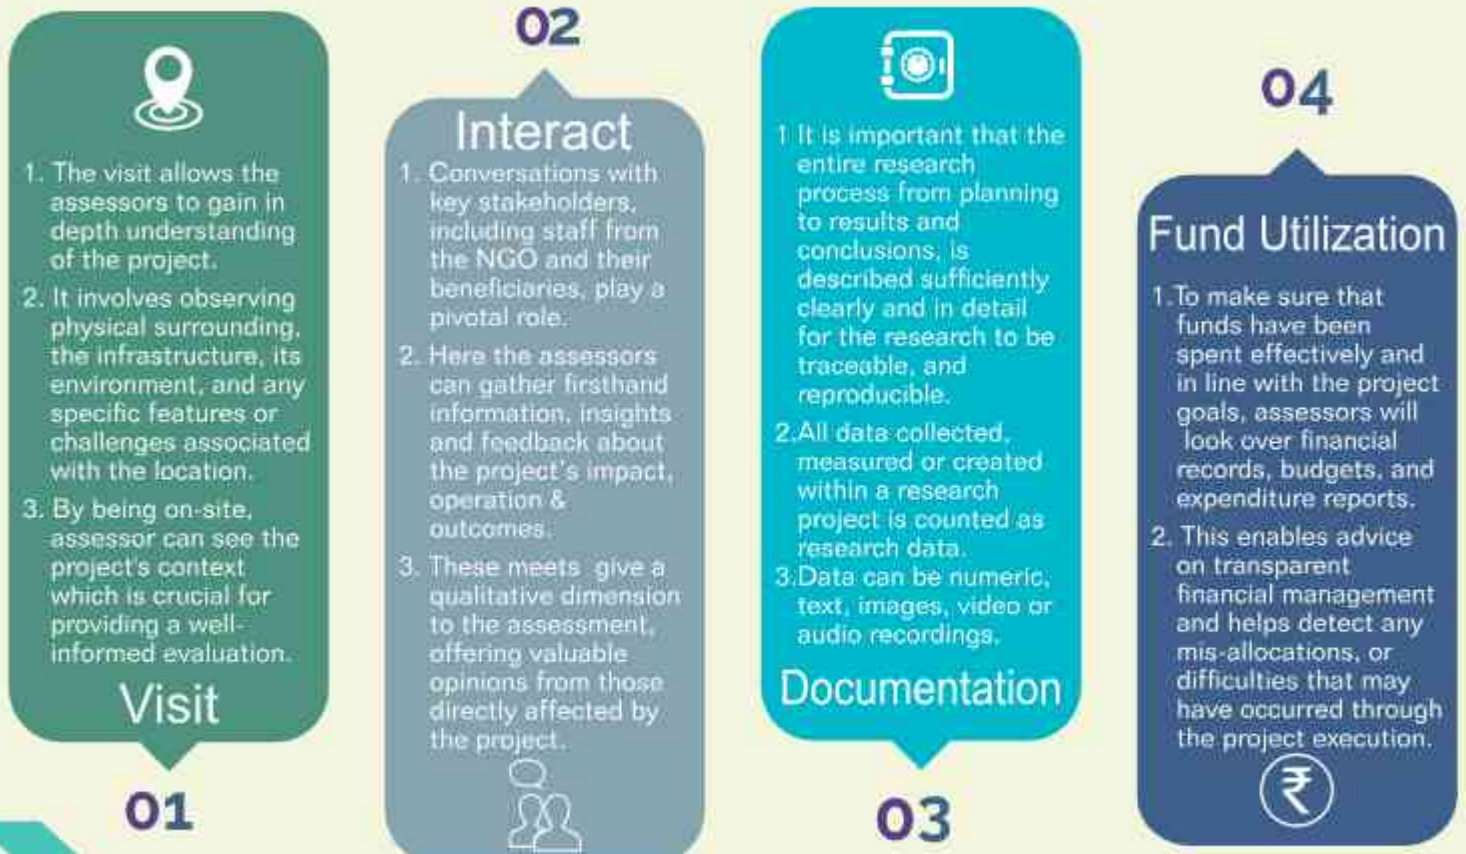 1. The visit allows the
assessors to gain in
depth understanding
of the project.
2. It involves observing
physical surrounding,
the infrastructure, its
environment, and any
specific features or
challenges associated
with the location.
3. By being on-site,
assessor can see the
project's context
which is crucial for
providing a well-
informed evaluation.
Visit
01
02
Interact
1. Conversations with
key stakeholders,
including staff from
the NGO and their
beneficiaries, play a
pivotal role.
2. Here the assessors
can gather firsthand
information, insights
and feedback about
the project's impact,
operation &
outcomes.
3. These meets give a
qualitative dimension
to the assessment,
offering valuable
opinions from those
directly affected by
the project.
1 It is important that the
entire research
process from planning
to results and
conclusions, is
described sufficiently
clearly and in detail
for the research to be
traceable, and
reproducible.
2.All data collected,
measured or created
within a research
project is counted as
research data.
3.Data can be numeric,
text, images, video or
audio recordings.
Documentation
03
04
Fund Utilization
1.To make sure that
funds have been
spent effectively and
in line with the project
goals, assessors will
look over financial
records, budgets, and
expenditure reports.
2. This enables advice
on transparent
financial management
and helps detect any
mis-allocations, or
difficulties that may
have occurred through
the project execution.
₹